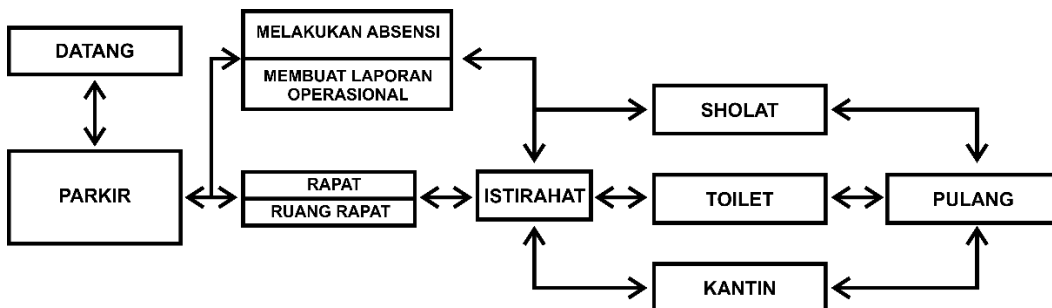 DATANG
MELAKUKAN ABSENSI
MEMBUAT LAPORAN
OPERASIONAL
SHOLAT
PARKIR
RAPAT
RUANG RAPAT
ISTIRAHAT
TOILET
PULANG
KANTIN